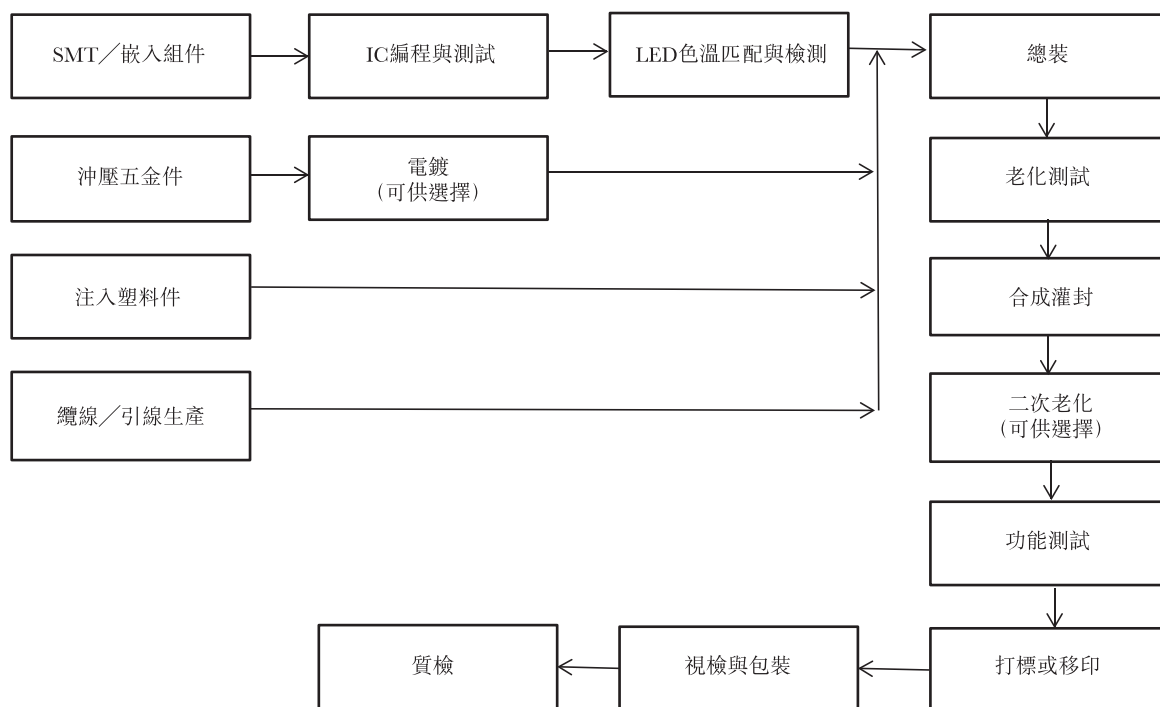 SMT／嵌入組件
IC編程與測試
LED色溫匹配與檢測
總裝
沖壓五金件
電鍍
（可供選擇）
老化測試
注入塑料件
合成灌封
纜線／引線生產
二次老化
（可供選擇）
功能測試
質檢
視檢與包裝
打標或移印